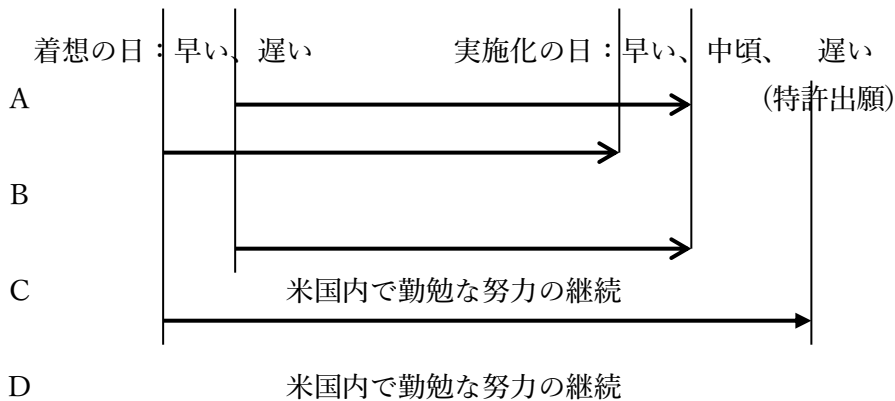 着想の日：早い、遅い　　　　　実施化の日：早い、中頃、　遅い
A　(特許出願)
B
C　米国内で勤勉な努力の継続
D　米国内で勤勉な努力の継続